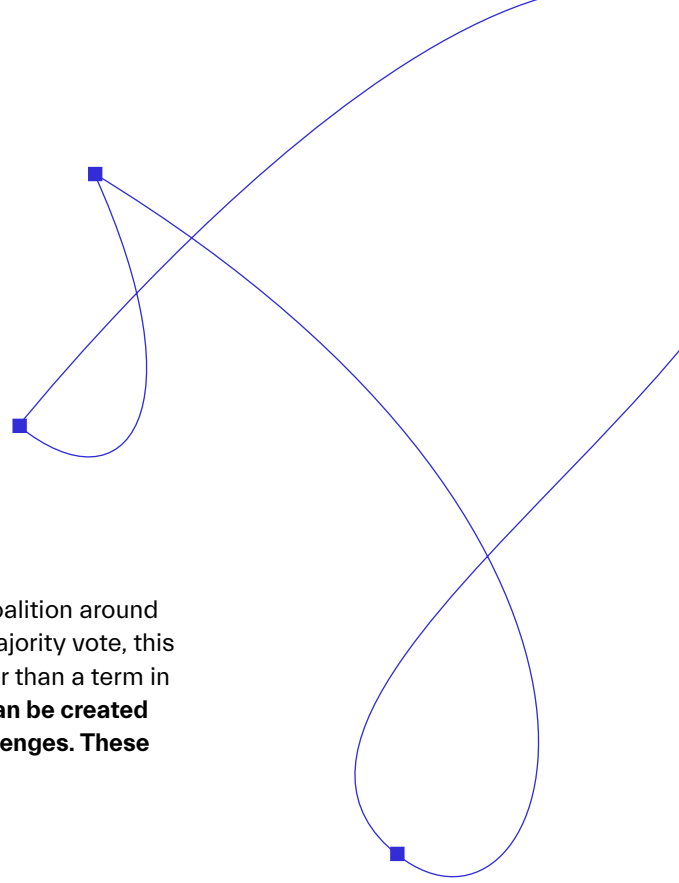 oalition around
ajority vote, this
r than a term in
an be created
enges. These